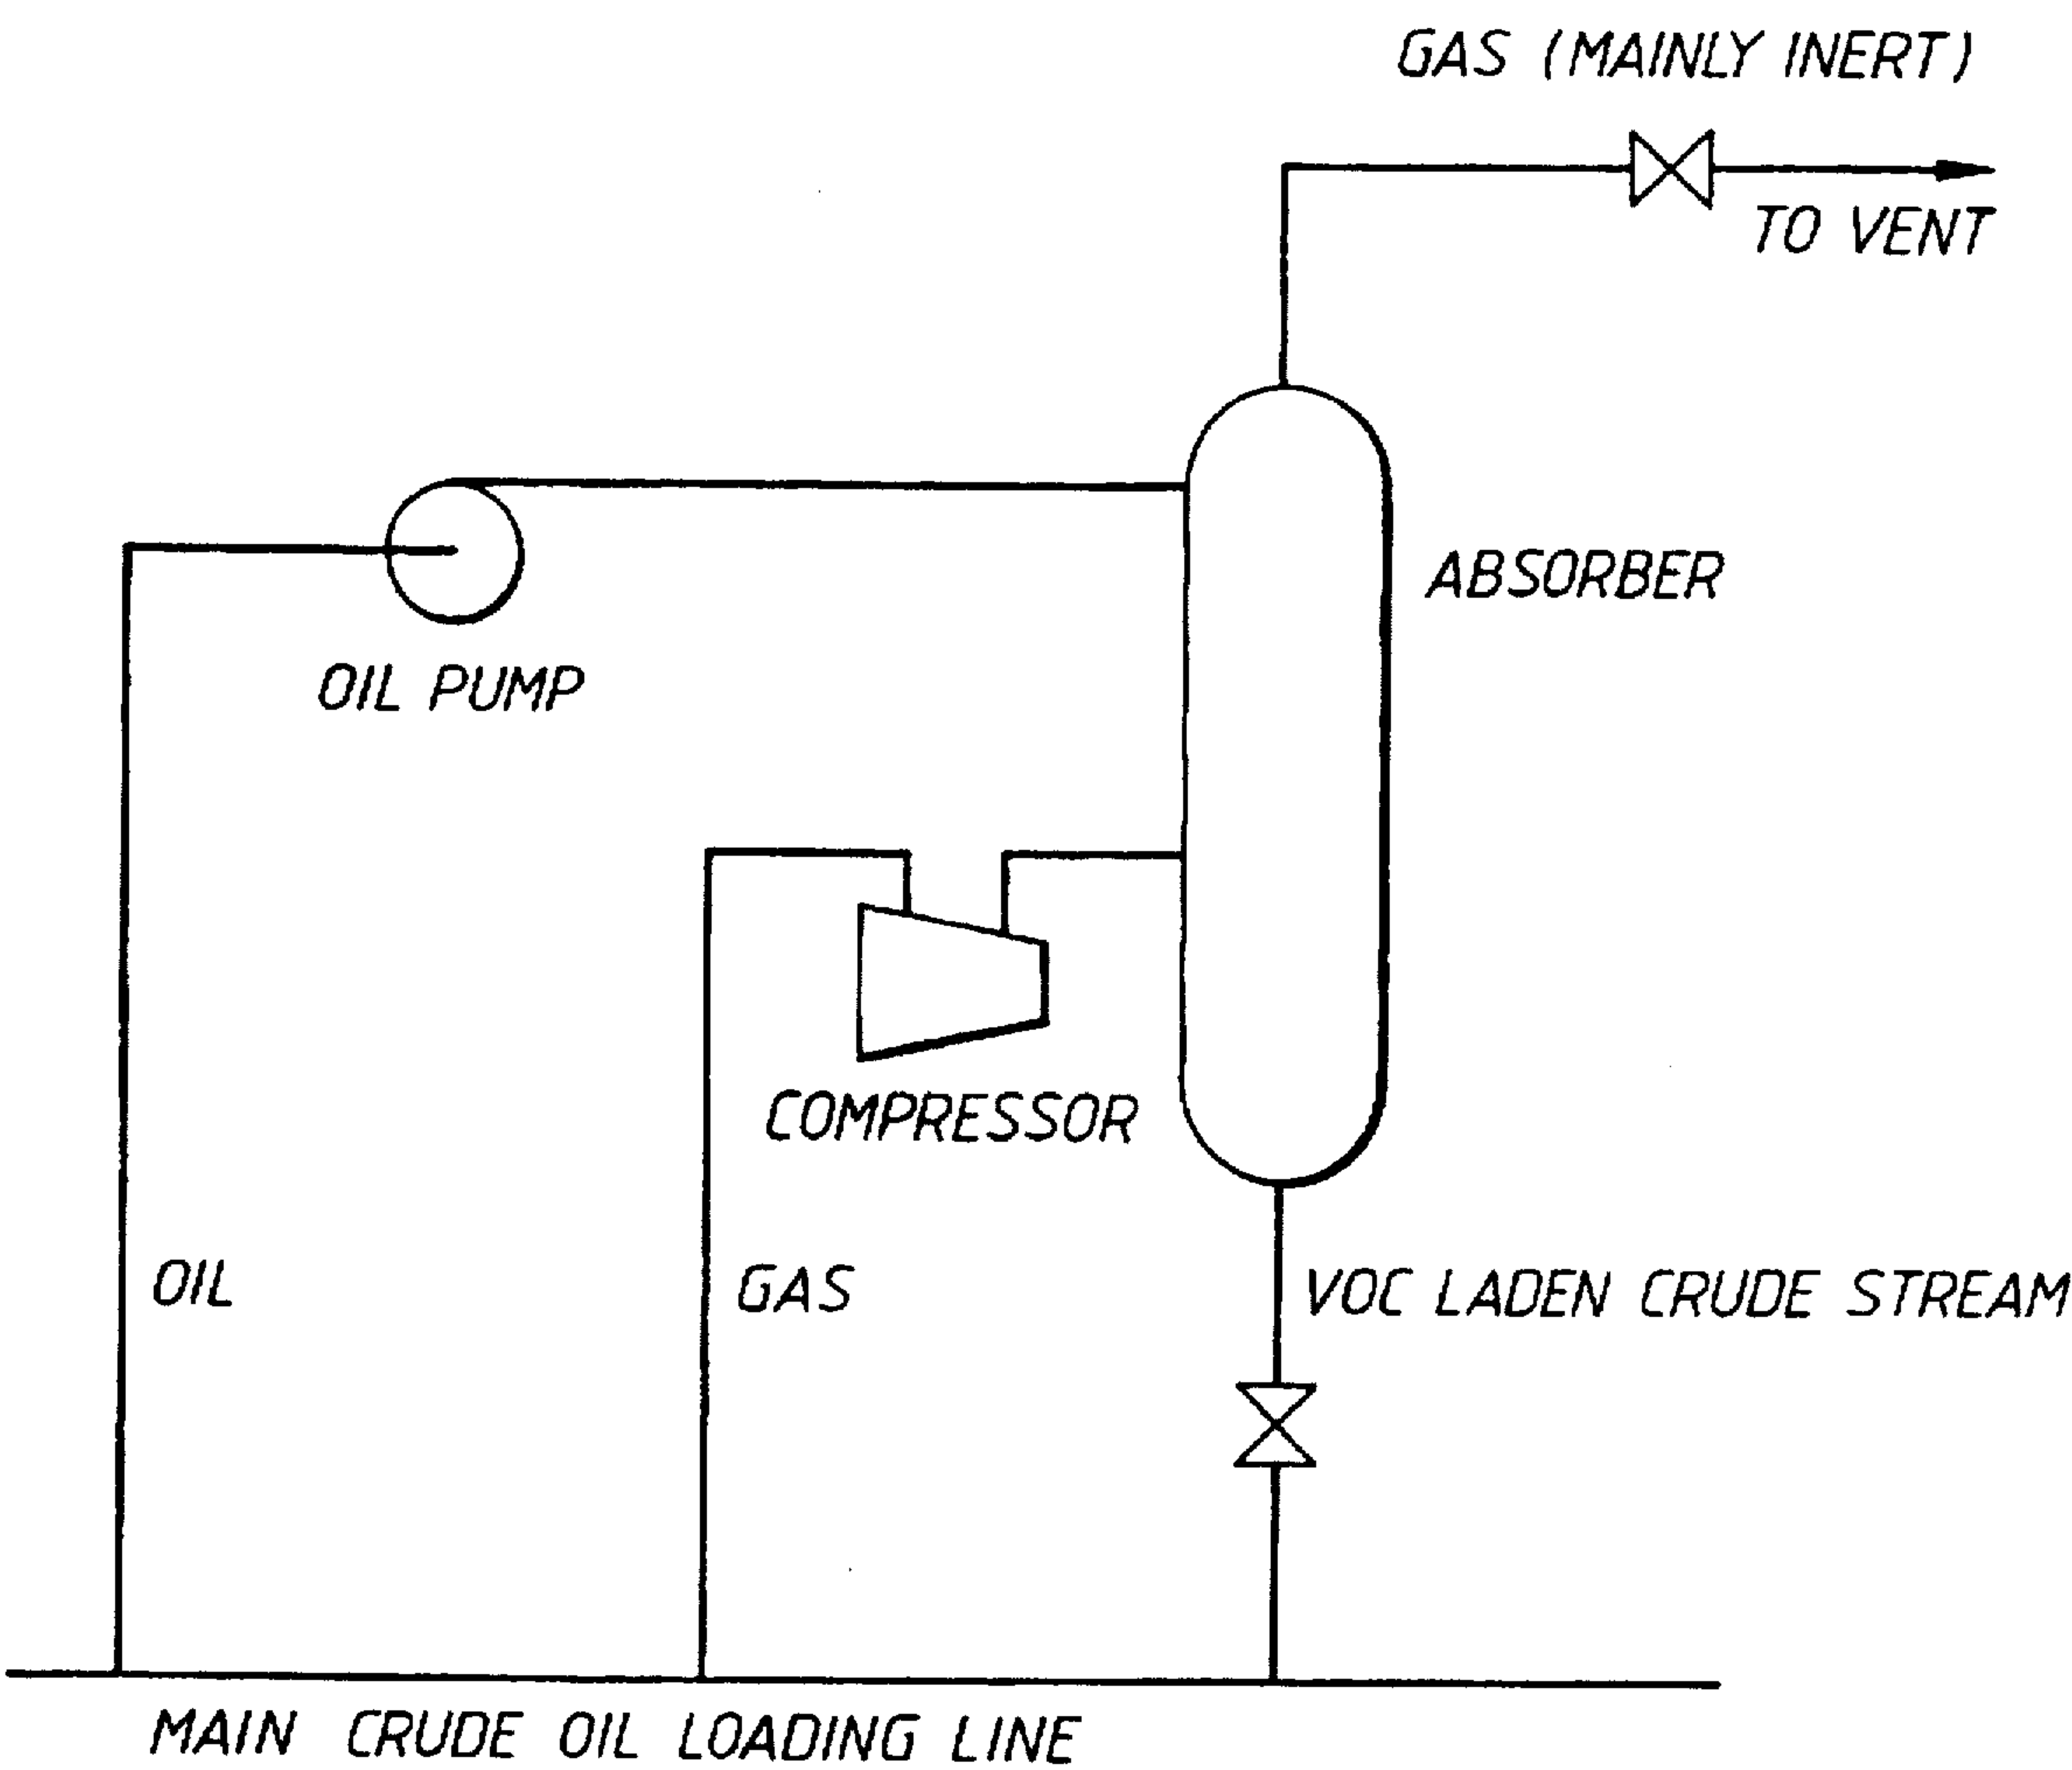 GAS (MAINLY INERT)
TO VENT
ABSORBER
OIL PUMP
COMPRESSOR
OIL
GAS
VOC LADEN CRUDE STREAM
MAIN CRUDE OIL LOADING LINE